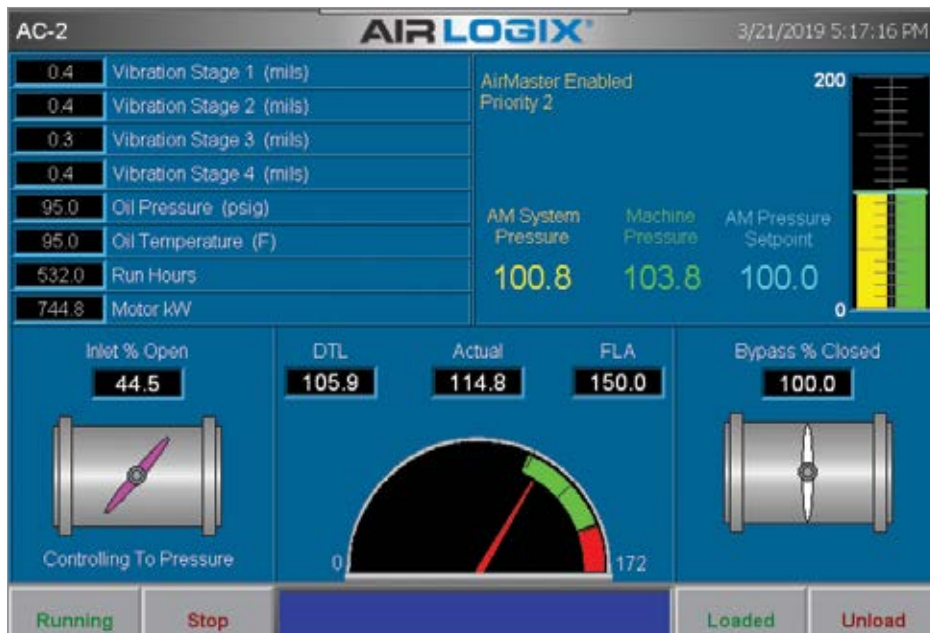 AC-2
AIRLOGIX
3/21/2019 5:17:16 PM
0.4 Vibration Stage 1 (mils)
0.4 Vibration Stage 2 (mils)
0.3 Vibration Stage 3 (mils)
0.4 Vibration Stage 4 (mils)
95.0 Oil Pressure (psig)
95.0 Oil Temperature (F)
532.0 Run Hours
744.8 Motor kW
AirMaster Enabled
Priority 2
AM System
Pressure
100.8
Machine
Pressure
103.8
AM Pressure
Setpoint
100.0
200
0
Inlet % Open
44.5
Controlling To Pressure
DTL
105.9
Actual
114.8
FLA
150.0
0
172
Bypass % Closed
100.0
Running
Stop
Loaded
Unload